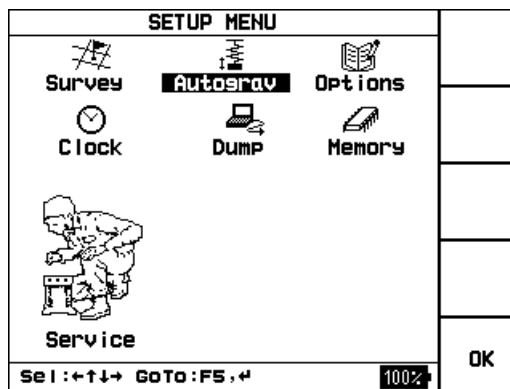 SETUP MENU
Survey Autograv Options
Clock Dump Memory
Service
OK
Sel:←↑↓→ GoTo:F5,↵
100%